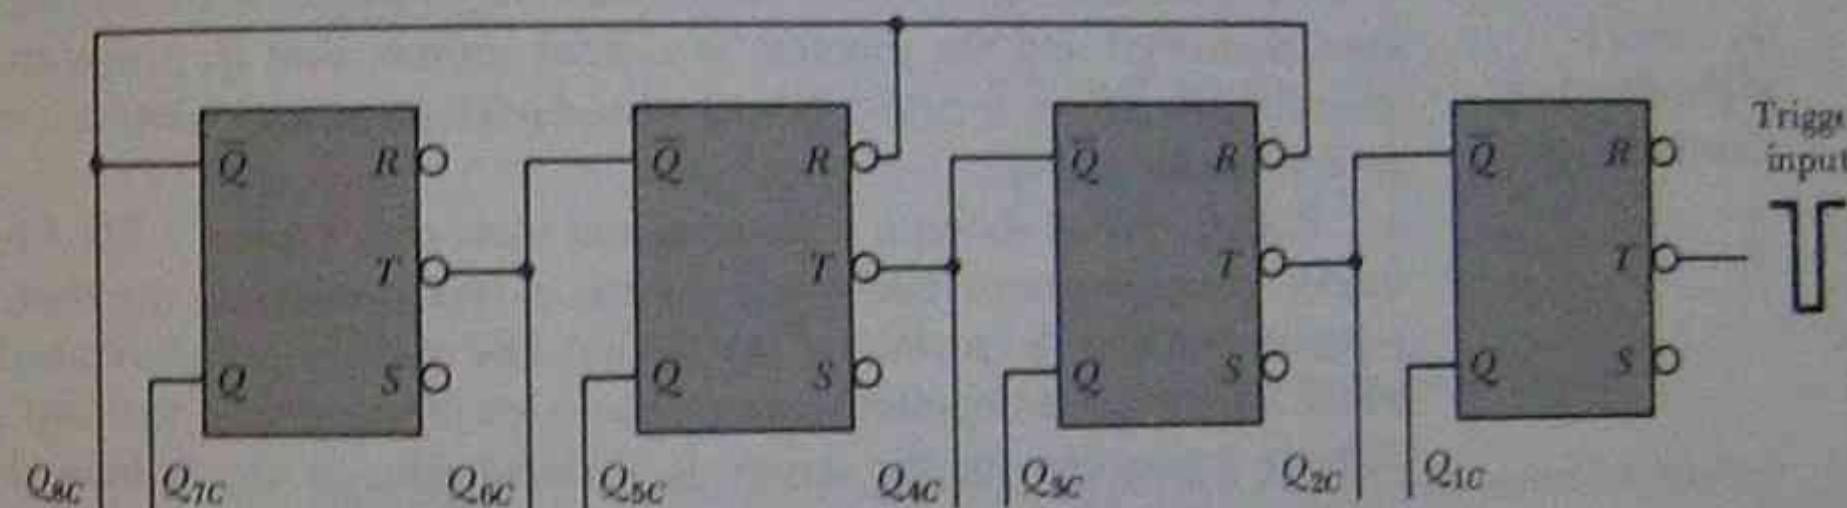 Q̅ R
Q̅ R
Q̅ R
Q̅ R
Trigge
input
T
T
T
T
Q S
Q S
Q S
Q S
Q8C Q7C Q6C Q5C Q4C Q3C Q2C Q1C